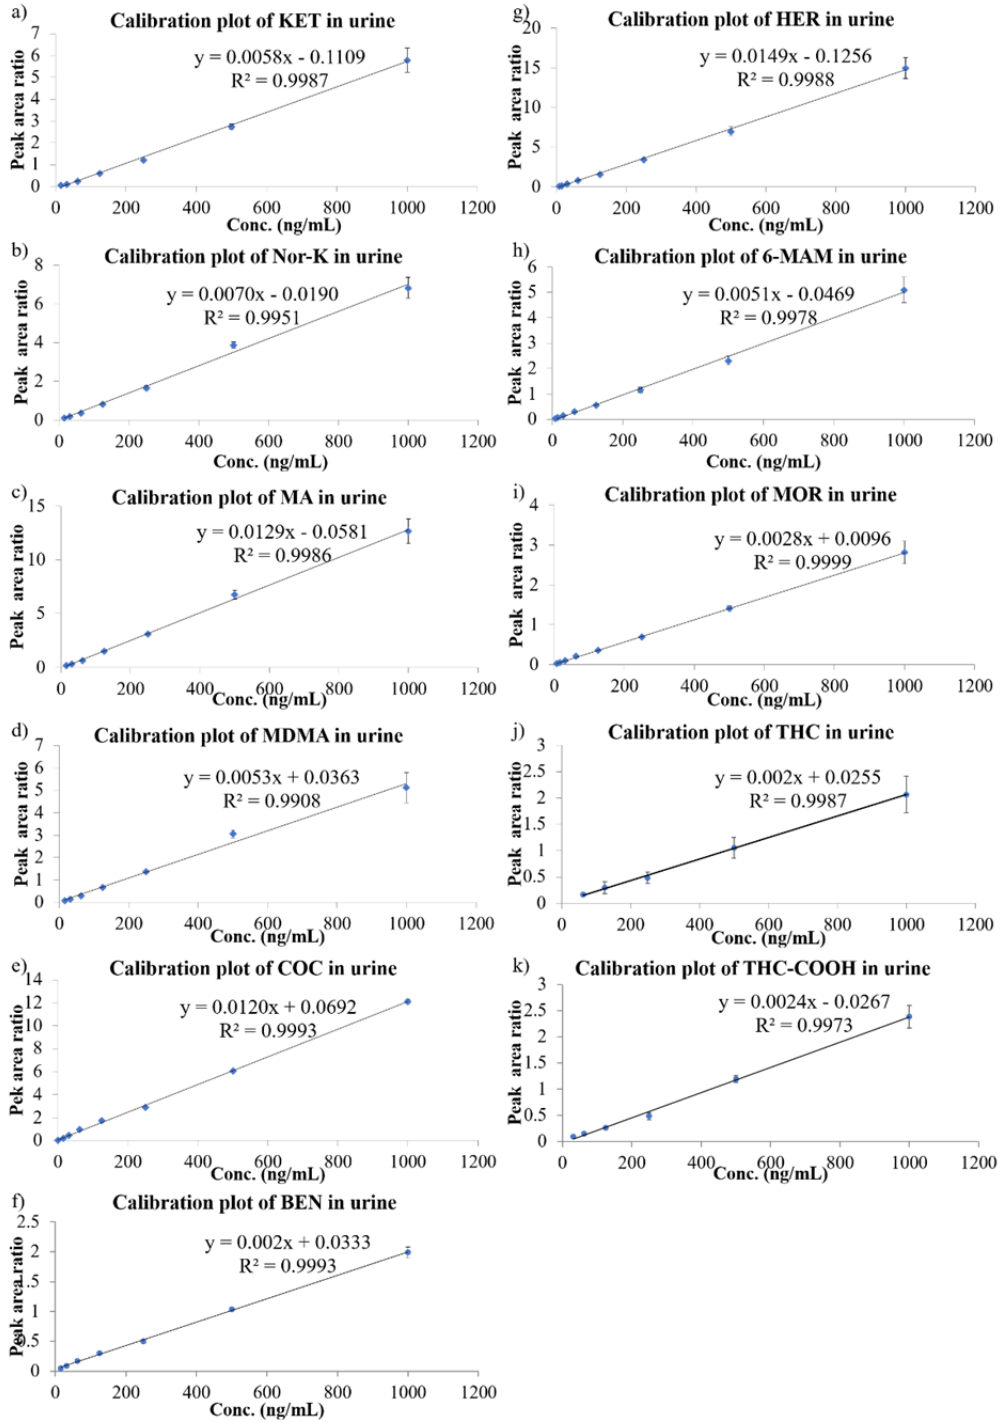 a)
Calibration plot of KET in urine
y = 0.0058x - 0.1109
R² = 0.9987
Peak area ratio
7
6
5
4
3
2
1
0
0 200 400 600 800 1000 1200
Conc. (ng/mL)
b)
Calibration plot of Nor-K in urine
y = 0.0070x - 0.0190
R² = 0.9951
Peak area ratio
8
6
4
2
0
0 200 400 600 800 1000 1200
Conc. (ng/mL)
c)
Calibration plot of MA in urine
y = 0.0129x - 0.0581
R² = 0.9986
Peak area ratio
15
10
5
0
0 200 400 600 800 1000 1200
Conc. (ng/mL)
d)
Calibration plot of MDMA in urine
y = 0.0053x + 0.0363
R² = 0.9908
Peak area ratio
7
6
5
4
3
2
1
0
0 200 400 600 800 1000 1200
Conc. (ng/mL)
e)
Calibration plot of COC in urine
y = 0.0120x + 0.0692
R² = 0.9993
Pek area ratio
14
12
10
8
6
4
2
0
0 200 400 600 800 1000 1200
Conc. (ng/mL)
f)
Calibration plot of BEN in urine
y = 0.002x + 0.0333
R² = 0.9993
Peak area ratio
2.5
2
1.5
1
0.5
0
0 200 400 600 800 1000 1200
Conc. (ng/mL)
g)
Calibration plot of HER in urine
y = 0.0149x - 0.1256
R² = 0.9988
Peak area ratio
20
15
10
5
0
0 200 400 600 800 1000 1200
Conc. (ng/mL)
h)
Calibration plot of 6-MAM in urine
y = 0.0051x - 0.0469
R² = 0.9978
Peak area ratio
6
5
4
3
2
1
0
0 200 400 600 800 1000 1200
Conc. (ng/mL)
i)
Calibration plot of MOR in urine
y = 0.0028x + 0.0096
R² = 0.9999
Peak area ratio
4
3
2
1
0
0 200 400 600 800 1000 1200
Conc. (ng/mL)
j)
Calibration plot of THC in urine
y = 0.002x + 0.0255
R² = 0.9987
Peak area ratio
3
2.5
2
1.5
1
0.5
0
0 200 400 600 800 1000 1200
Conc. (ng/mL)
k)
Calibration plot of THC-COOH in urine
y = 0.0024x - 0.0267
R² = 0.9973
Peak area ratio
3
2.5
2
1.5
1
0.5
0
0 200 400 600 800 1000 1200
Conc. (ng/mL)